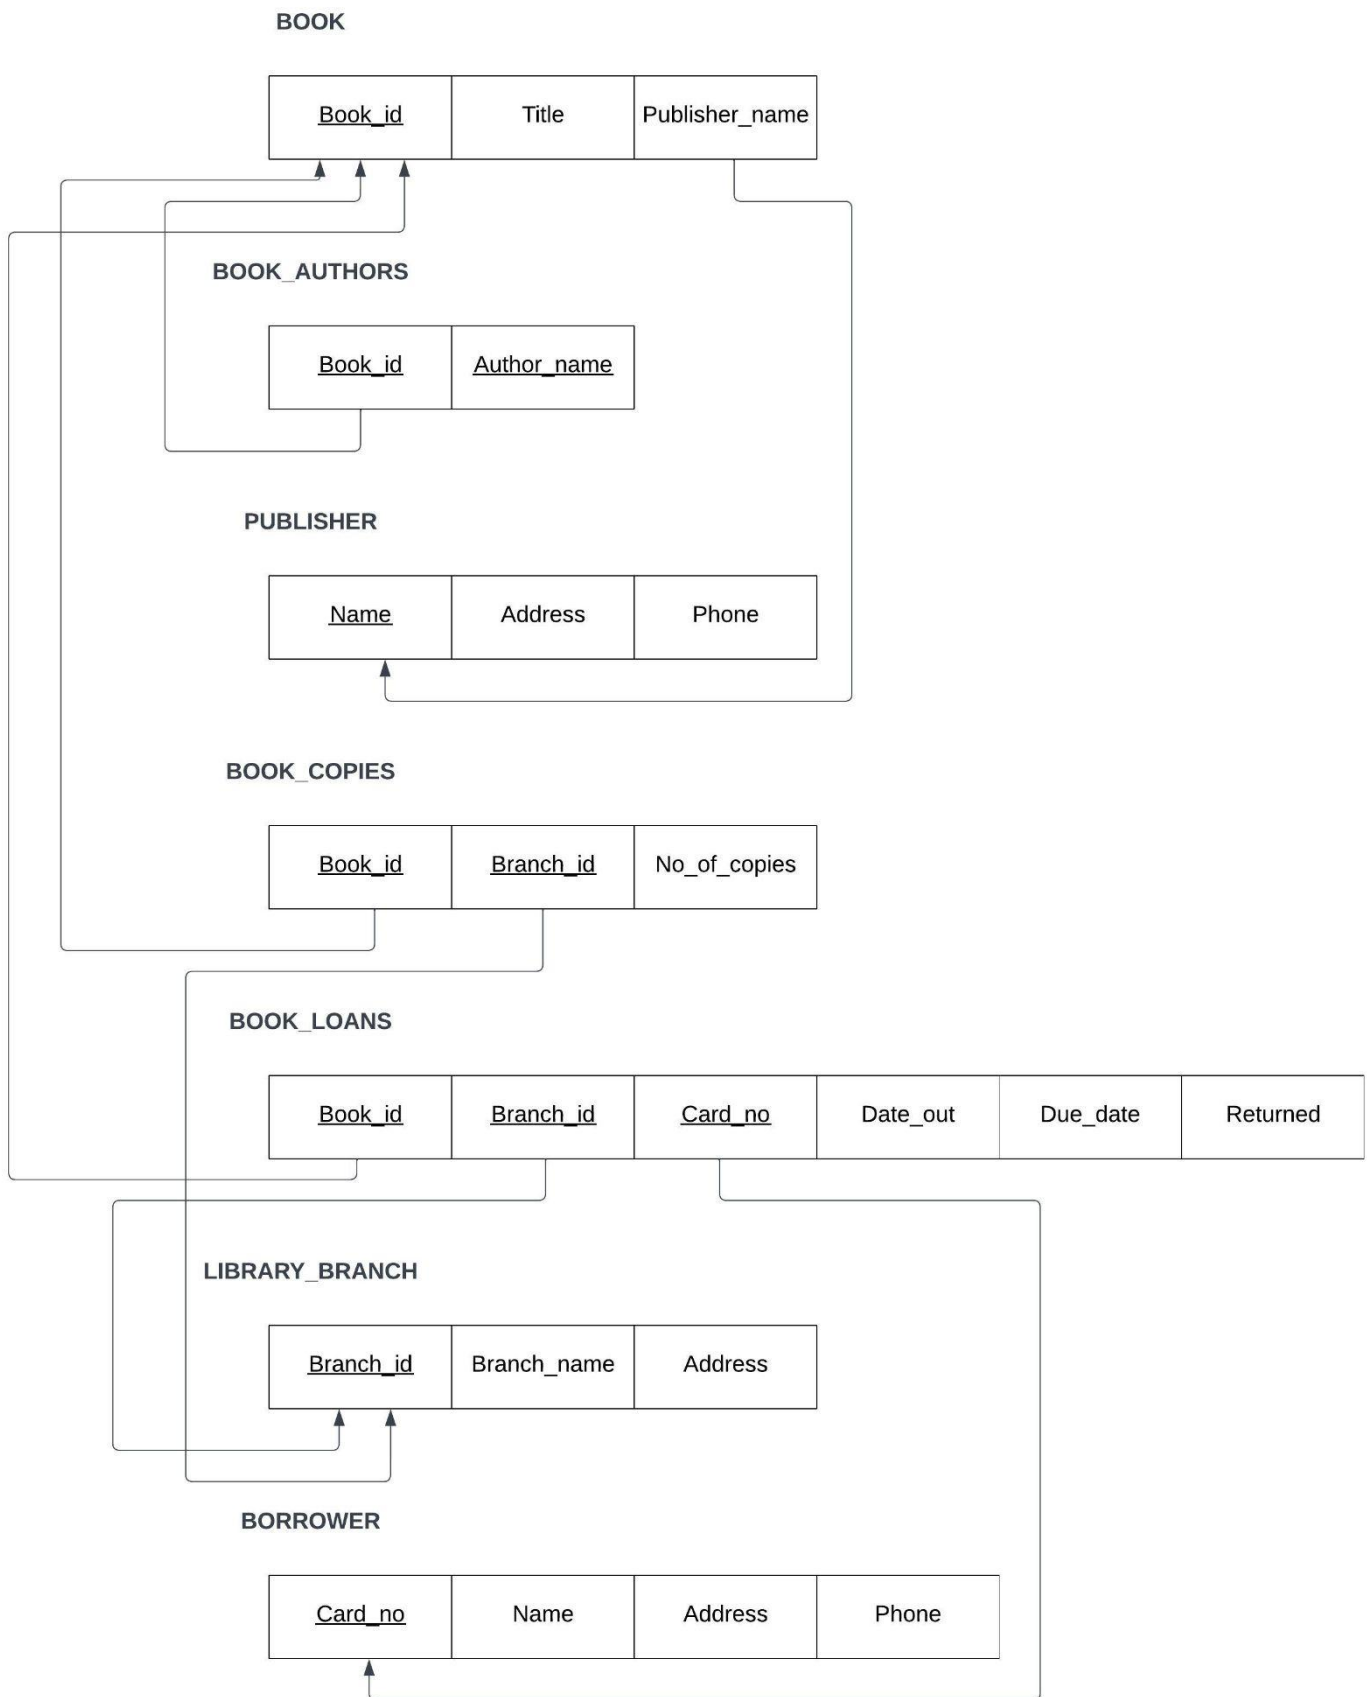 BOOK
Book_id Title Publisher_name
BOOK_AUTHORS
Book_id Author_name
PUBLISHER
Name Address Phone
BOOK_COPIES
Book_id Branch_id No_of_copies
BOOK_LOANS
Book_id Branch_id Card_no Date_out Due_date Returned
LIBRARY_BRANCH
Branch_id Branch_name Address
BORROWER
Card_no Name Address Phone